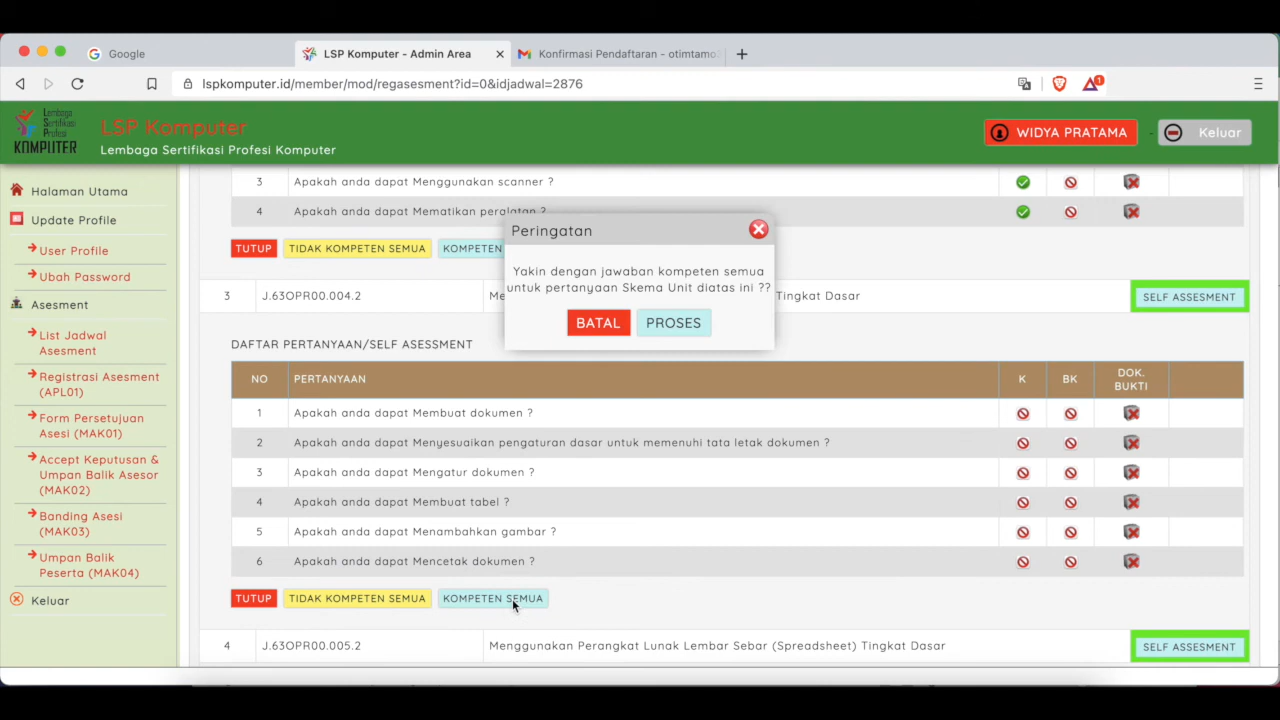 Google
LSP Komputer - Admin Area
Konfirmasi Pendaftaran - otimtamo
lspkomputer.id/member/mod/regasesment?id=0&idjadwal=2876
1
Lembaga
Sertifikasi
Profesi
KOMPUTER
LSP Komputer
Lembaga Sertifikasi Profesi Komputer
WIDYA PRATAMA
Keluar
Halaman Utama
Update Profile
User Profile
Ubah Password
Asesment
List Jadwal
Asesment
Registrasi Asesment
(APL01)
Form Persetujuan
Asesi (MAK01)
Accept Keputusan &
Umpan Balik Asesor
(MAK02)
Banding Asesi
(MAK03)
Umpan Balik
Peserta (MAK04)
Keluar
3 Apakah anda dapat Menggunakan scanner ?
4 Apakah anda dapat Mematikan peralatan ?
TUTUP TIDAK KOMPETEN SEMUA KOMPETEN
Peringatan
Yakin dengan jawaban kompeten semua
untuk pertanyaan Skema Unit diatas ini ??
BATAL PROSES
3 J.63OPR00.004.2 Tingkat Dasar SELF ASSESMENT
DAFTAR PERTANYAAN/SELF ASESSMENT
NO PERTANYAAN K BK DOK.
BUKTI
1 Apakah anda dapat Membuat dokumen ?
2 Apakah anda dapat Menyesuaikan pengaturan dasar untuk memenuhi tata letak dokumen ?
3 Apakah anda dapat Mengatur dokumen ?
4 Apakah anda dapat Membuat tabel ?
5 Apakah anda dapat Menambahkan gambar ?
6 Apakah anda dapat Mencetak dokumen ?
TUTUP TIDAK KOMPETEN SEMUA KOMPETEN SEMUA
4 J.63OPR00.005.2 Menggunakan Perangkat Lunak Lembar Sebar (Spreadsheet) Tingkat Dasar SELF ASSESMENT